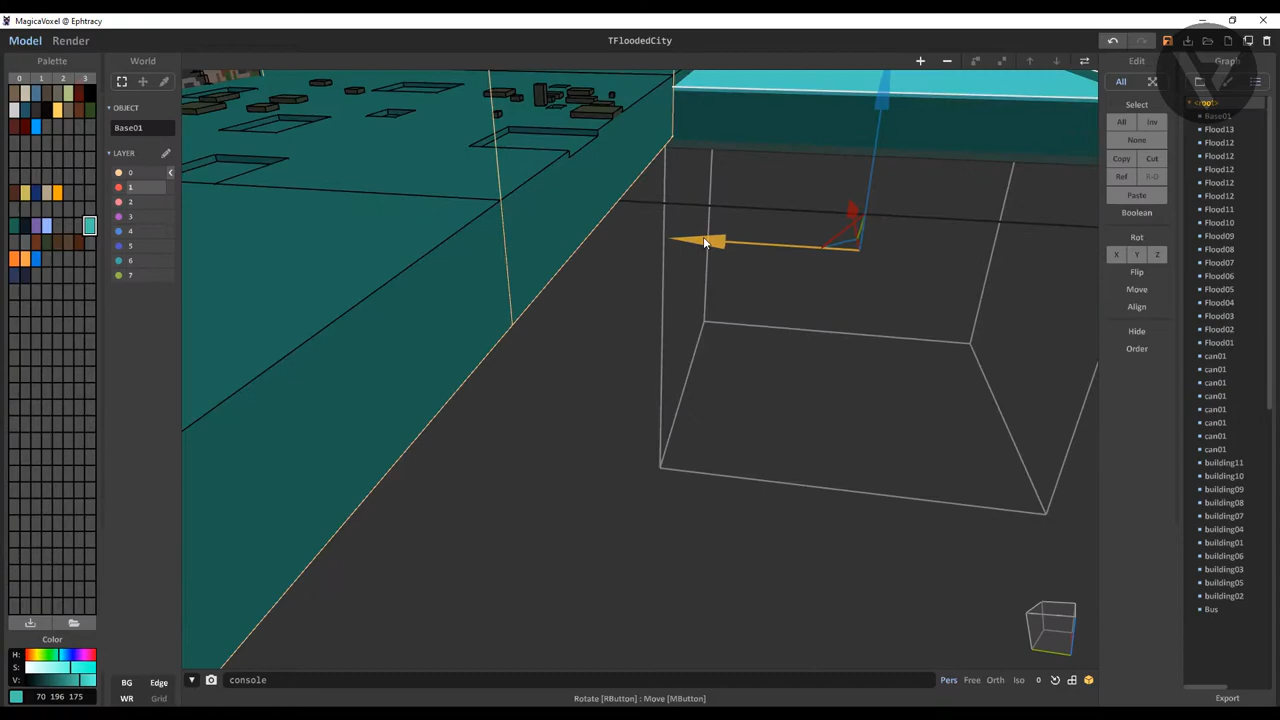 MagicaVoxel @ Ephtracy
Model Render
TFloodedCity
Palette
0 1 2 3
World
OBJECT
Base01
LAYER
0
1
2
3
4
5
6
7
Color
H:
S:
V:
70 196 175
BG Edge
WR Grid
console
Pers Free Orth Iso 0
Rotate [RButton] : Move [MButton]
Edit
All
Select
All Inv
None
Copy Cut
Ref R-O
Paste
Boolean
Rot
X Y Z
Flip
Move
Align
Hide
Order
Graph
<root>
Base01
Flood13
Flood12
Flood12
Flood12
Flood12
Flood12
Flood11
Flood10
Flood09
Flood08
Flood07
Flood06
Flood05
Flood04
Flood03
Flood02
Flood01
can01
can01
can01
can01
can01
can01
can01
can01
building11
building10
building09
building08
building07
building04
building01
building06
building03
building05
building02
Bus
Export